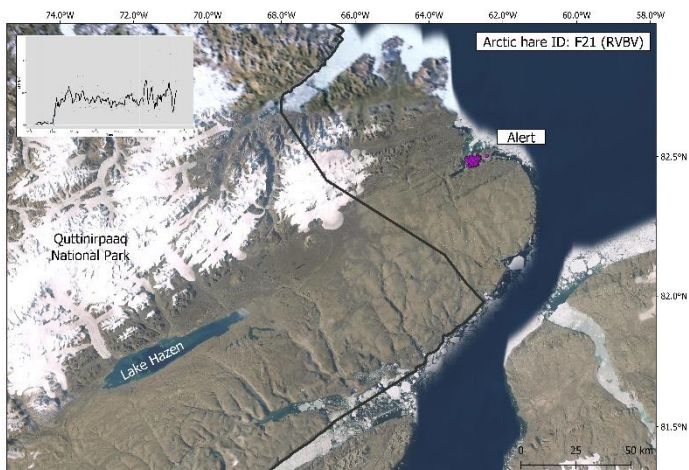 74.0°W
72.0°W
70.0°W
68.0°W
66.0°W
64.0°W
62.0°W
60.0°W
58.0°W
Arctic hare ID: F21 (RVBV)
Alert
82.5°N
Quttinirpaaq
National Park
82.0°N
Lake Hazen
81.5°N
0 25 50 km